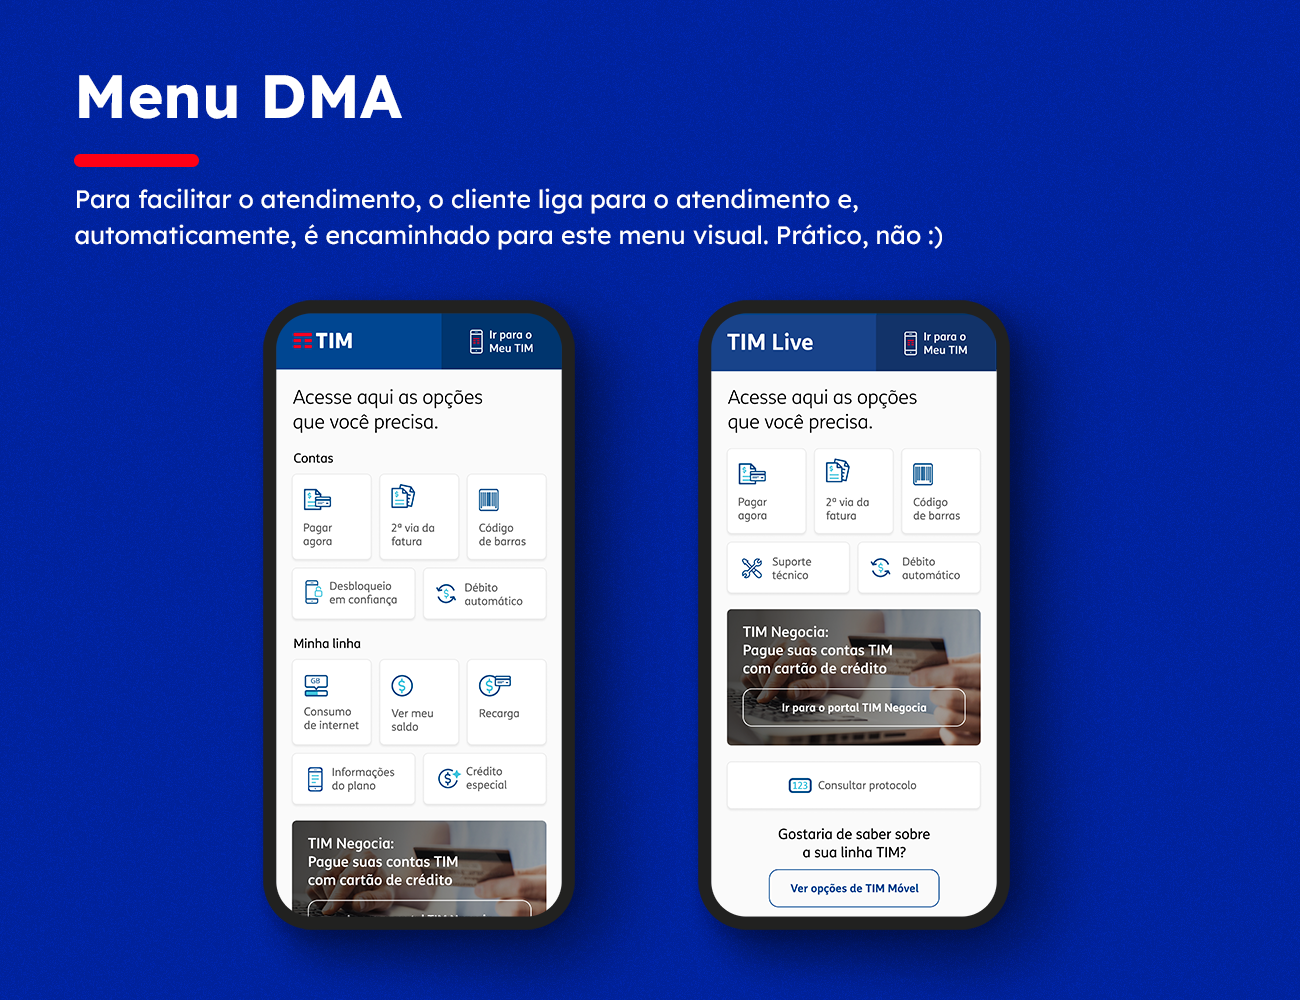 Menu DMA
Para facilitar o atendimento, o cliente liga para o atendimento e,
automaticamente, é encaminhado para este menu visual. Prático, não :)
TIM
Ir para o
Meu TIM
Acesse aqui as opções
que você precisa.
Contas
Pagar
agora
2ª via da
fatura
Código
de barras
Desbloqueio
em confiança
Débito
automático
Minha linha
GB
Consumo
de internet
Ver meu
saldo
Recarga
Informações
do plano
Crédito
especial
TIM Negocia:
Pague suas contas TIM
com cartão de crédito
TIM Live
Ir para o
Meu TIM
Acesse aqui as opções
que você precisa.
Pagar
agora
2ª via da
fatura
Código
de barras
Suporte
técnico
Débito
automático
TIM Negocia:
Pague suas contas TIM
com cartão de crédito
Ir para o portal TIM Negocia
123
Consultar protocolo
Gostaria de saber sobre
a sua linha TIM?
Ver opções de TIM Móvel